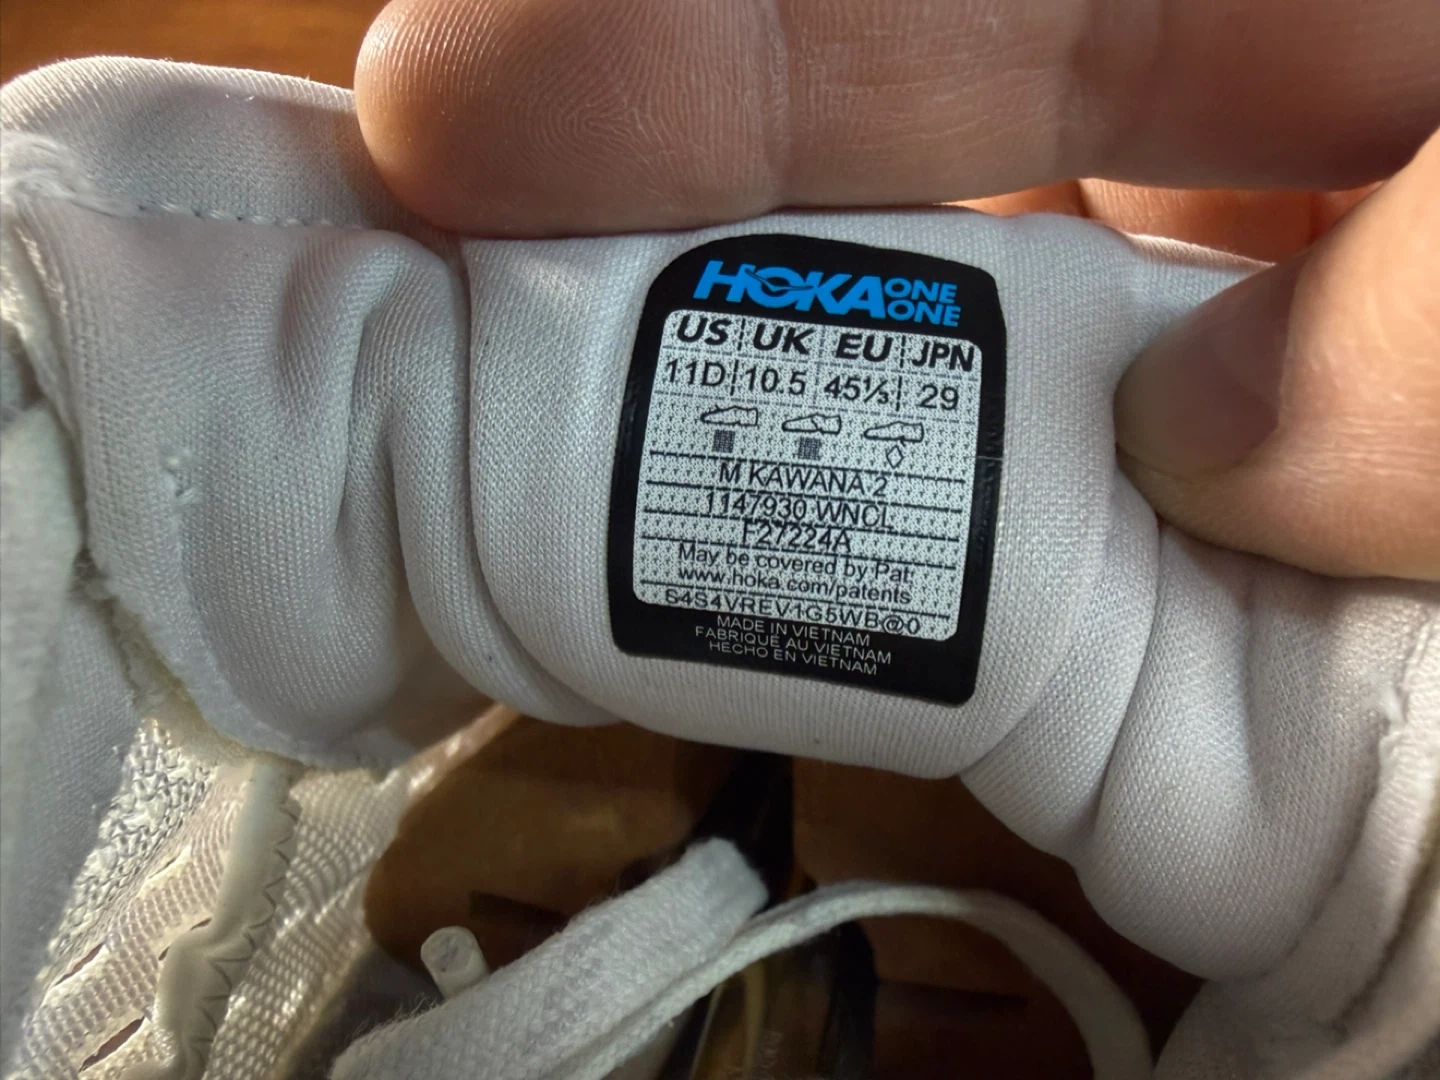 HOKA ONE ONE
US UK EU JPN
11D 10.5 45⅓ 29
M KAWANA 2
1147930 WNCL
F27224A
May be covered by Pat:
www.hoka.com/patents
S4S4VREV1G5WB@0
MADE IN VIETNAM
FABRIQUE AU VIETNAM
HECHO EN VIETNAM